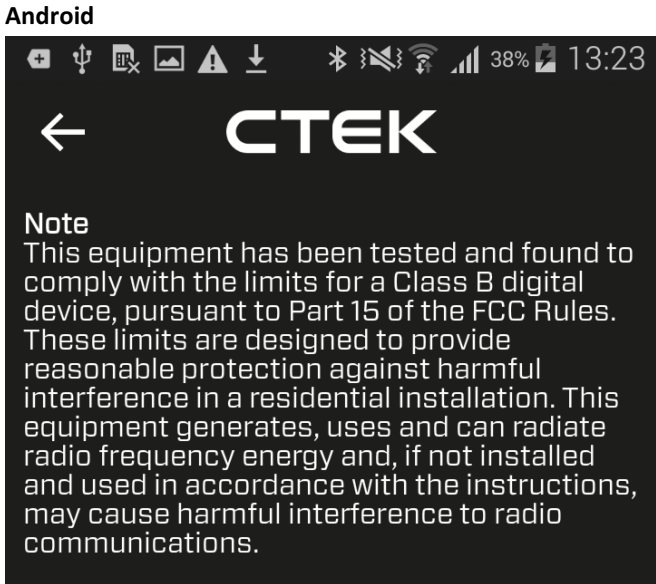 Android
38% 13:23
CTEK
Note
This equipment has been tested and found to
comply with the limits for a Class B digital
device, pursuant to Part 15 of the FCC Rules.
These limits are designed to provide
reasonable protection against harmful
interference in a residential installation. This
equipment generates, uses and can radiate
radio frequency energy and, if not installed
and used in accordance with the instructions,
may cause harmful interference to radio
communications.